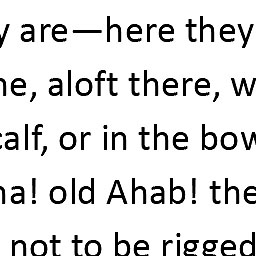 y are—here they
ne, aloft there, w
calf, or in the bow
na! old Ahab! the
not to be rigged